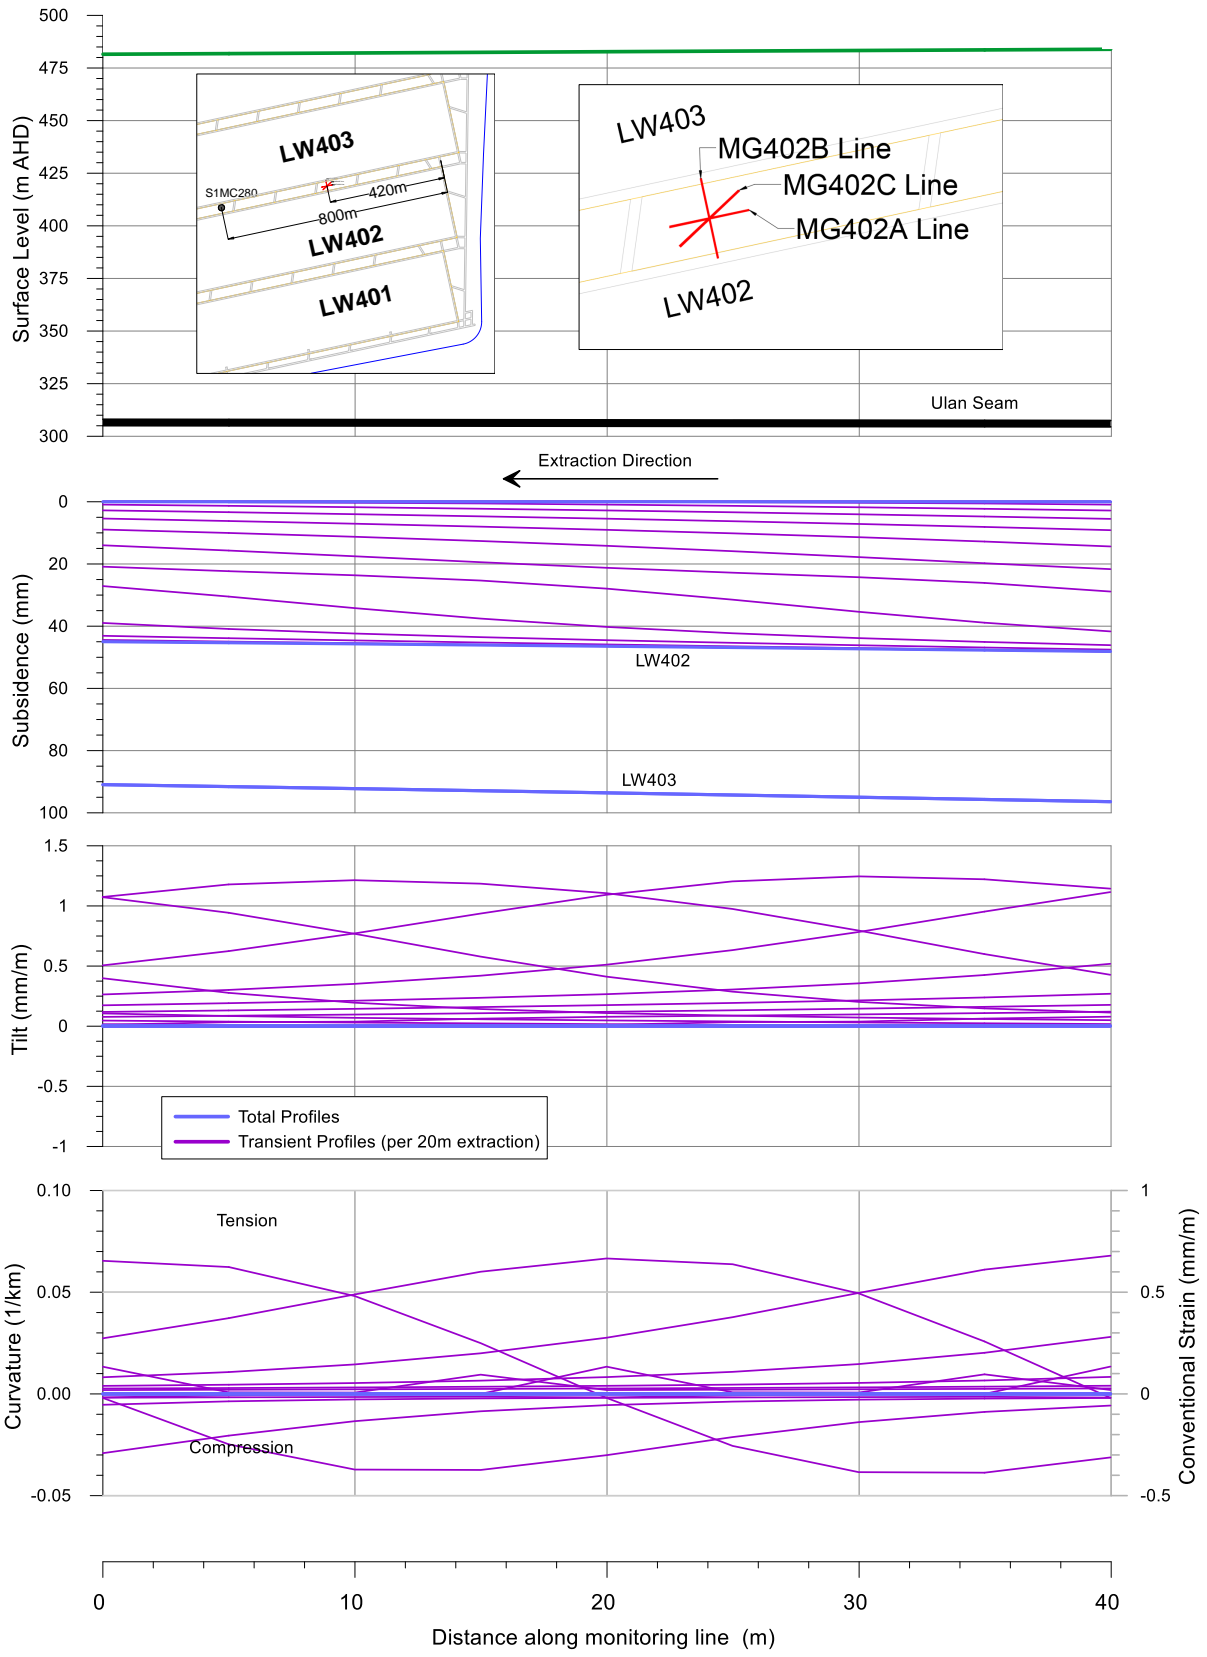 500
475
450
425
400
375
350
325
300
Surface Level (m AHD)
LW403
S1MC280
420m
800m
LW402
LW401
LW403
MG402B Line
MG402C Line
MG402A Line
LW402
Ulan Seam
Extraction Direction
0
20
40
60
80
100
Subsidence (mm)
LW402
LW403
1.5
1
0.5
0
-0.5
-1
Tilt (mm/m)
Total Profiles
Transient Profiles (per 20m extraction)
0.10
0.05
0.00
-0.05
Curvature (1/km)
Tension
Compression
1
0.5
0
-0.5
Conventional Strain (mm/m)
0
10
20
30
40
Distance along monitoring line (m)